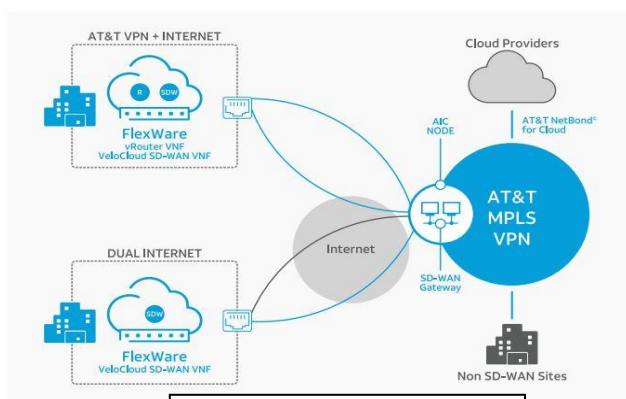 AT&T VPN + INTERNET
R
SDW
FlexWare
vRouter VNF
VeloCloud SD-WAN VNF
DUAL INTERNET
SDW
FlexWare
VeloCloud SD-WAN VNF
Internet
Cloud Providers
AT&T NetBond®
for Cloud
AIC
NODE
AT&T
MPLS
VPN
SD-WAN
Gateway
Non SD-WAN Sites